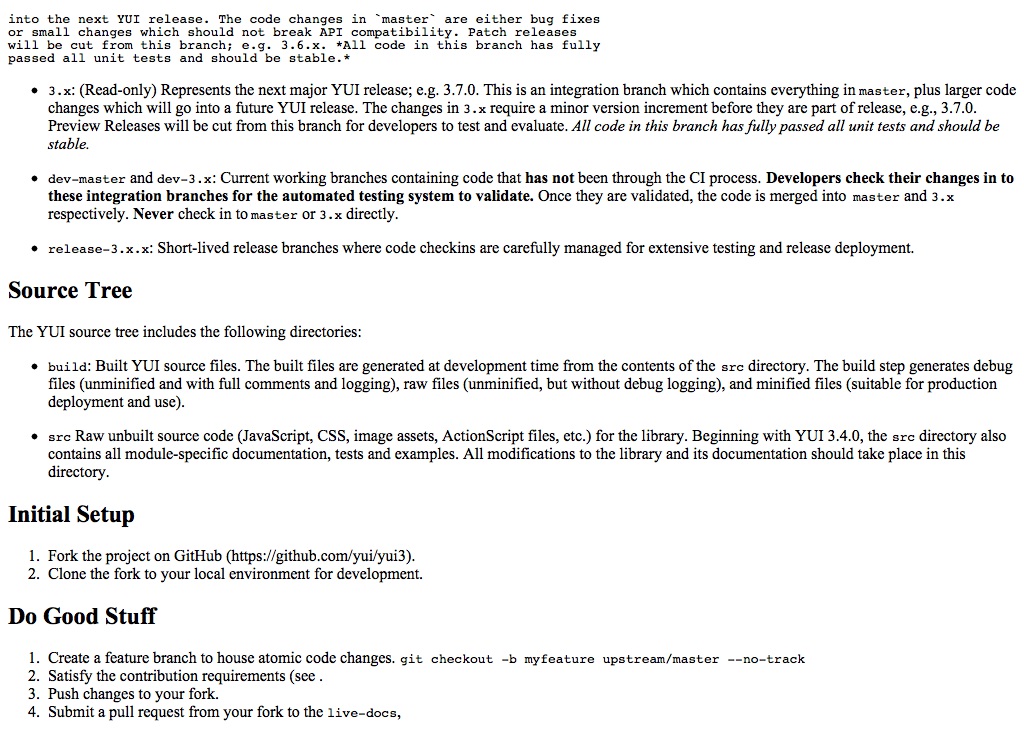 into the next YUI release. The code changes in `master` are either bug fixes
or small changes which should not break API compatibility. Patch releases
will be cut from this branch; e.g. 3.6.x. *All code in this branch has fully
passed all unit tests and should be stable.*
• 3.x: (Read-only) Represents the next major YUI release; e.g. 3.7.0. This is an integration branch which contains everything in master, plus larger code
changes which will go into a future YUI release. The changes in 3.x require a minor version increment before they are part of release, e.g., 3.7.0.
Preview Releases will be cut from this branch for developers to test and evaluate. All code in this branch has fully passed all unit tests and should be
stable.
• dev-master and dev-3.x: Current working branches containing code that has not been through the CI process. Developers check their changes in to
these integration branches for the automated testing system to validate. Once they are validated, the code is merged into master and 3.x
respectively. Never check in to master or 3.x directly.
• release-3.x.x: Short-lived release branches where code checkins are carefully managed for extensive testing and release deployment.
Source Tree
The YUI source tree includes the following directories:
• build: Built YUI source files. The built files are generated at development time from the contents of the src directory. The build step generates debug
files (unminified and with full comments and logging), raw files (unminified, but without debug logging), and minified files (suitable for production
deployment and use).
• src Raw unbuilt source code (JavaScript, CSS, image assets, ActionScript files, etc.) for the library. Beginning with YUI 3.4.0, the src directory also
contains all module-specific documentation, tests and examples. All modifications to the library and its documentation should take place in this
directory.
Initial Setup
1. Fork the project on GitHub (https://github.com/yui/yui3).
2. Clone the fork to your local environment for development.
Do Good Stuff
1. Create a feature branch to house atomic code changes. git checkout -b myfeature upstream/master --no-track
2. Satisfy the contribution requirements (see .
3. Push changes to your fork.
4. Submit a pull request from your fork to the live-docs,